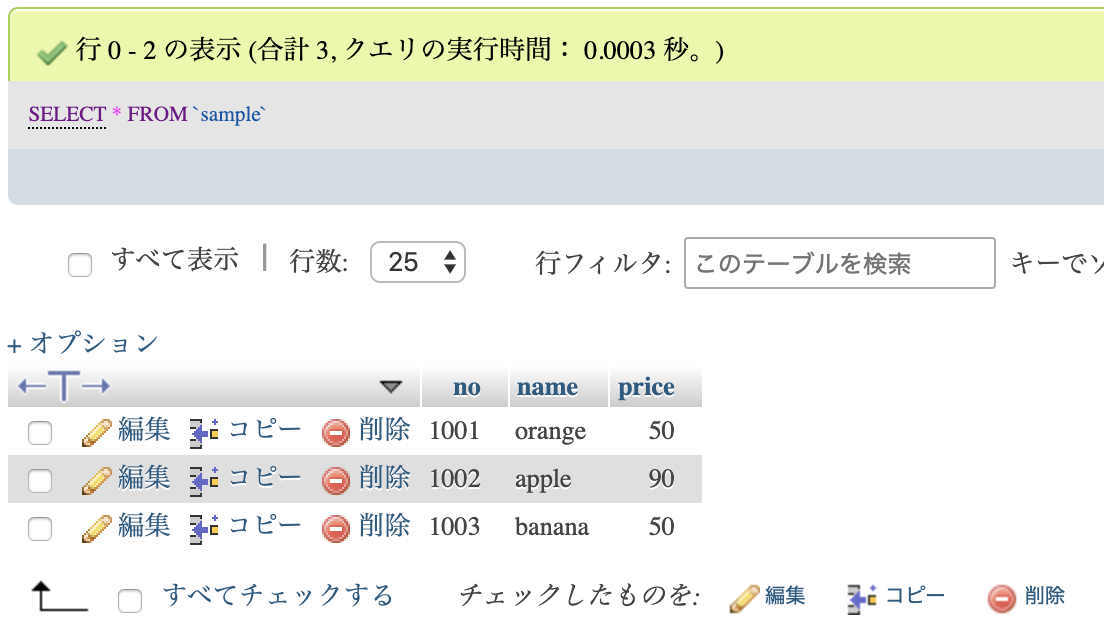 行 0 - 2 の表示 (合計 3, クエリの実行時間： 0.0003 秒。)
SELECT * FROM `sample`
すべて表示 | 行数: 25 行フィルタ: このテーブルを検索 キーでソ
+ オプション
←T→ no name price
編集 コピー 削除 1001 orange 50
編集 コピー 削除 1002 apple 90
編集 コピー 削除 1003 banana 50
すべてチェックする チェックしたものを: 編集 コピー 削除